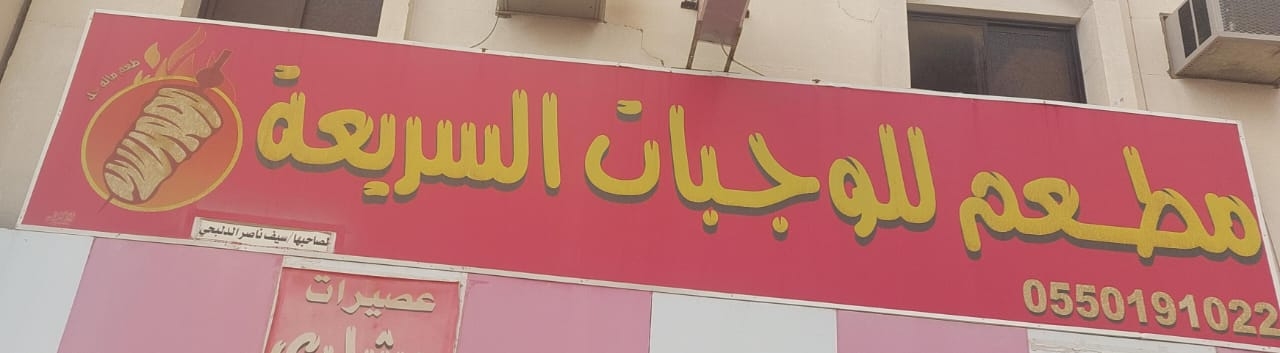 مطعم للوجبات السريعة
0550191022
لصاحبها/سيف ناصر الدلبحي
عصيرات